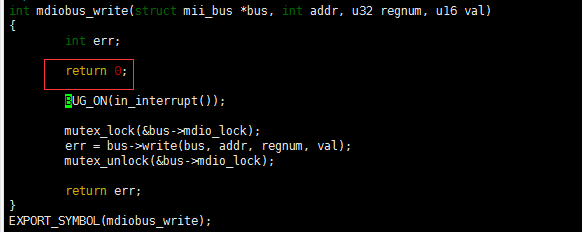 int mdiobus_write(struct mii_bus *bus, int addr, u32 regnum, u16 val)
{
        int err;
        return 0;
        BUG_ON(in_interrupt());
        mutex_lock(&bus->mdio_lock);
        err = bus->write(bus, addr, regnum, val);
        mutex_unlock(&bus->mdio_lock);
        return err;
}
EXPORT_SYMBOL(mdiobus_write);